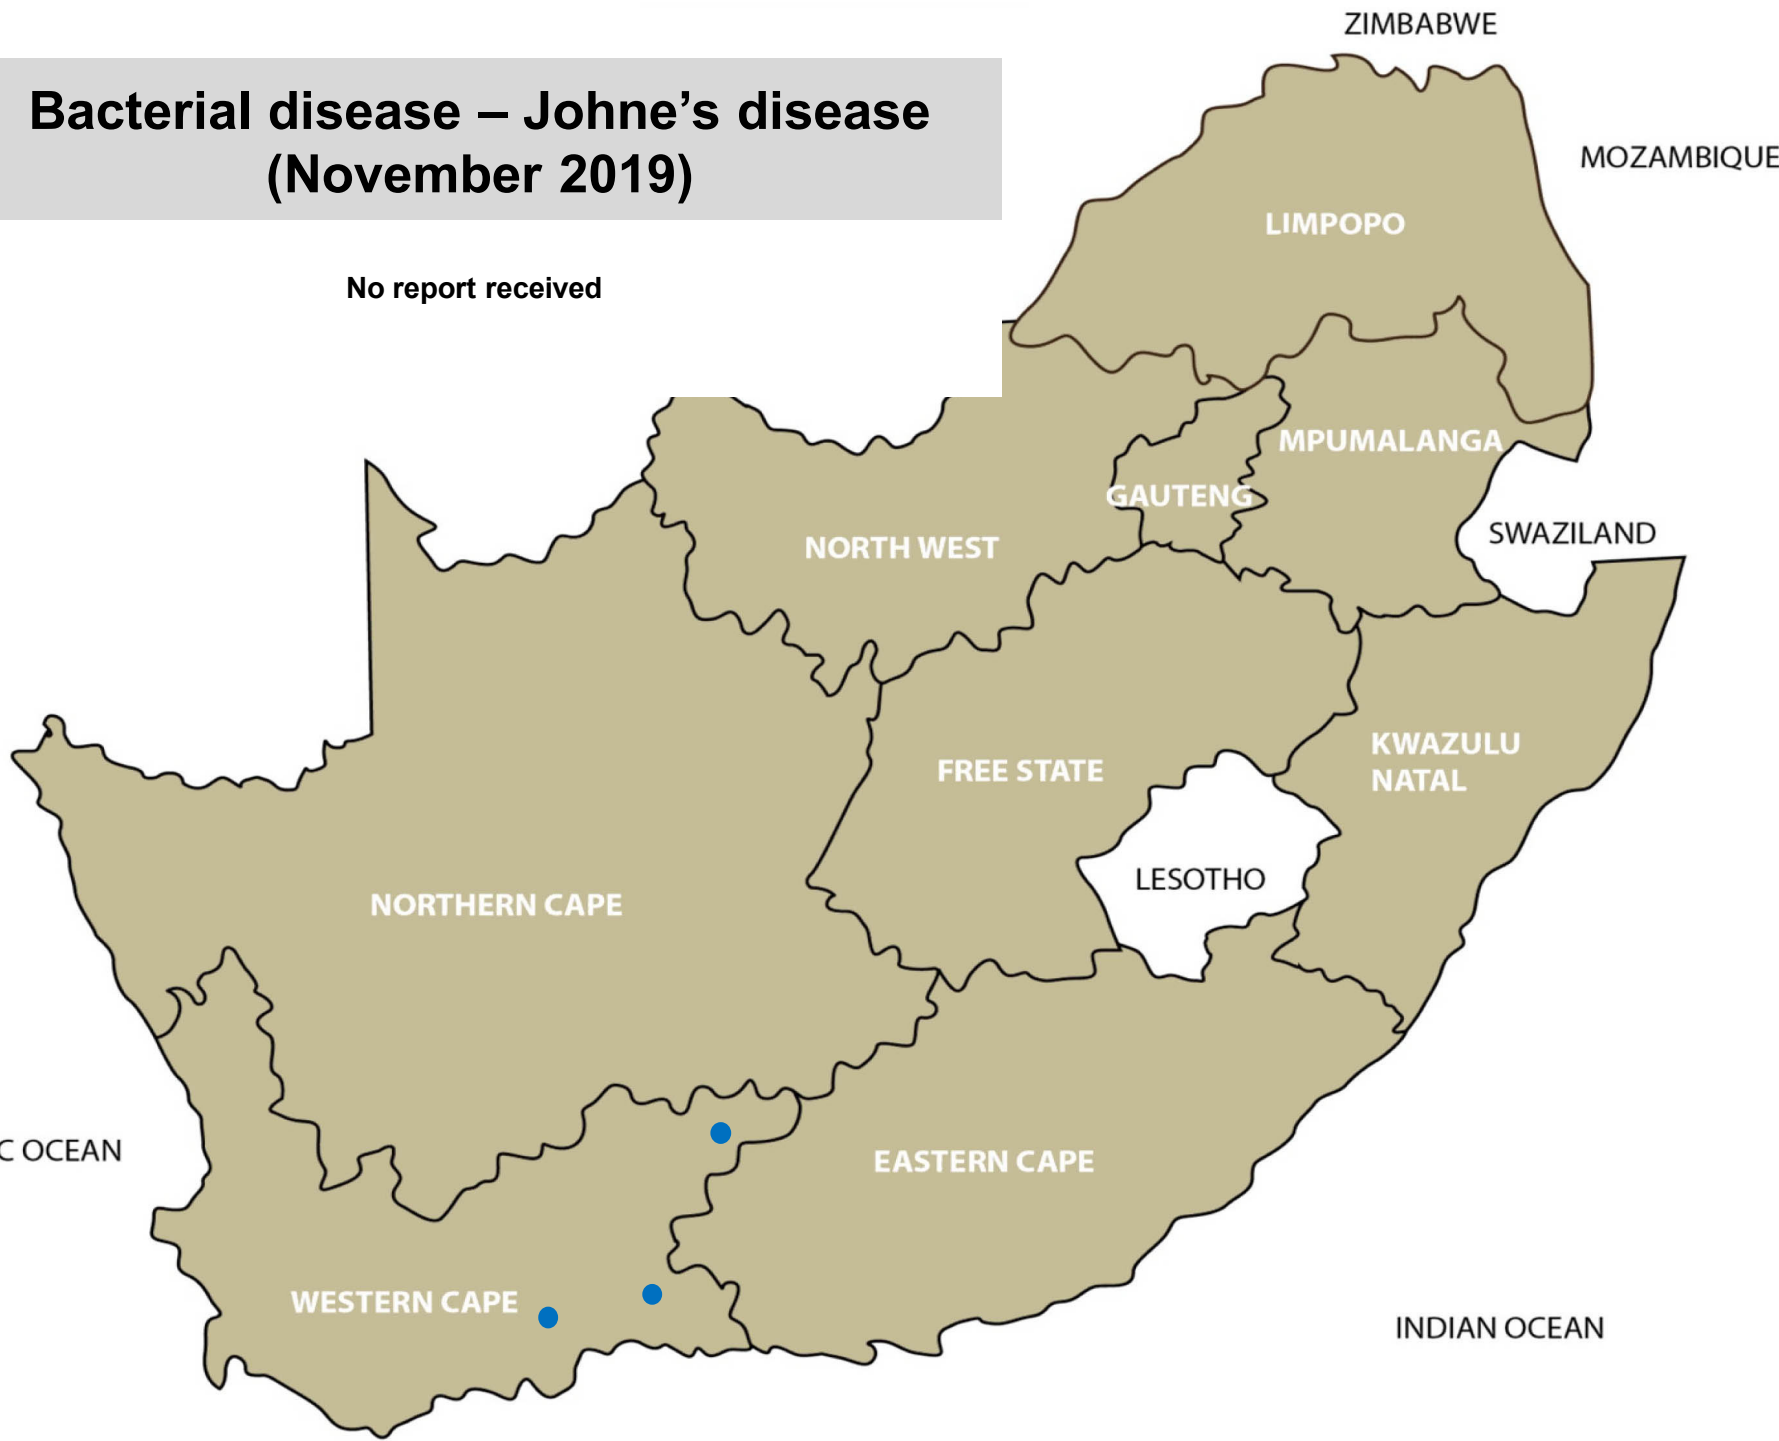 ZIMBABWE
Bacterial disease – Johne’s disease
(November 2019)
MOZAMBIQUE
LIMPOPO
No report received
MPUMALANGA
GAUTENG
SWAZILAND
NORTH WEST
KWAZULU
NATAL
FREE STATE
LESOTHO
NORTHERN CAPE
C OCEAN
EASTERN CAPE
WESTERN CAPE
INDIAN OCEAN